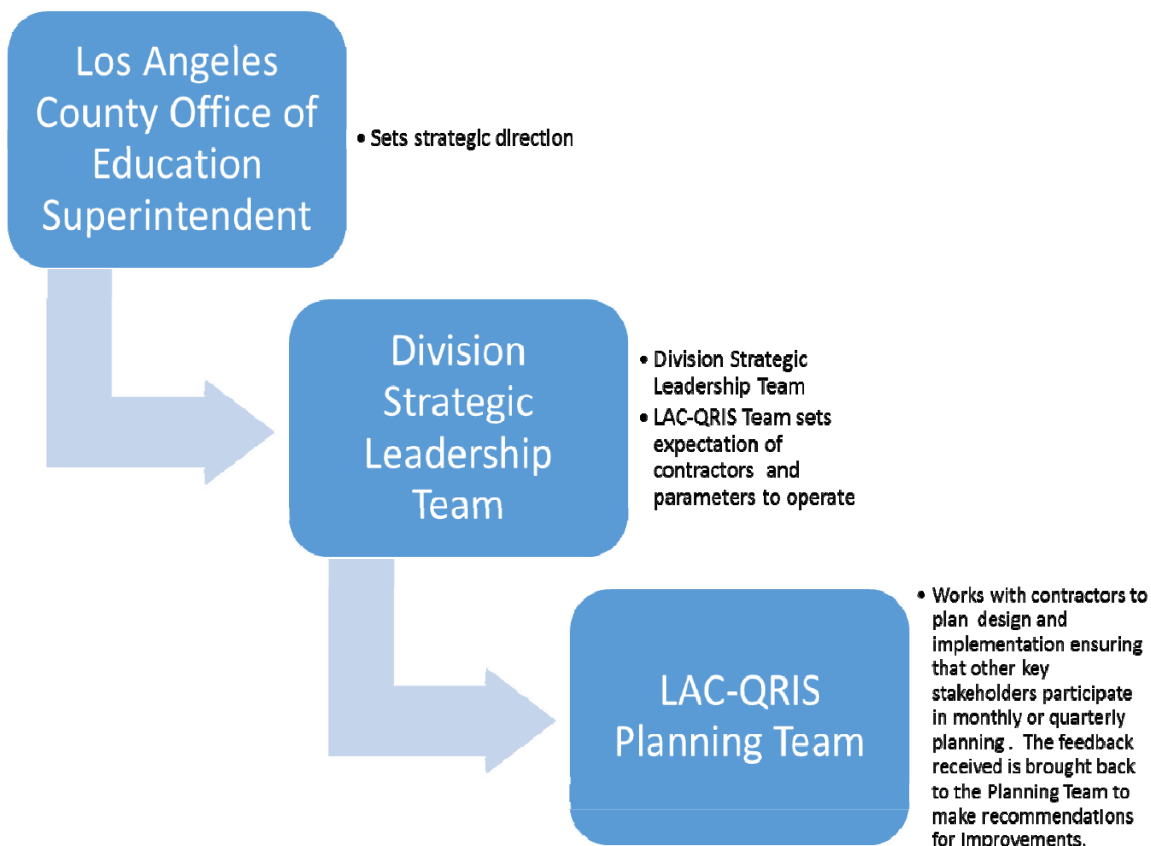 Los Angeles
County Office of
Education
Superintendent
• Sets strategic direction
Division
Strategic
Leadership
Team
• Division Strategic
Leadership Team
• LAC-QRIS Team sets
expectation of
contractors and
parameters to operate
LAC-QRIS
Planning Team
• Works with contractors to
plan design and
implementation ensuring
that other key
stakeholders participate
in monthly or quarterly
planning. The feedback
received is brought back
to the Planning Team to
make recommendations
for improvements.